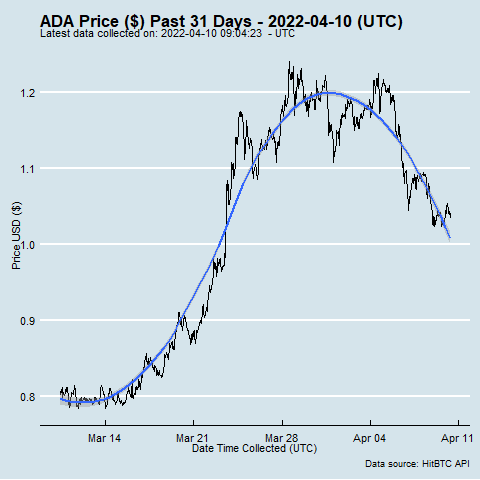 ADA Price ($) Past 31 Days - 2022-04-10 (UTC)
Latest data collected on: 2022-04-10 09:04:23 - UTC
Price USD ($)
1.2
1.1
1.0
0.9
0.8
Mar 14 Mar 21 Mar 28 Apr 04 Apr 11
Date Time Collected (UTC)
Data source: HitBTC API